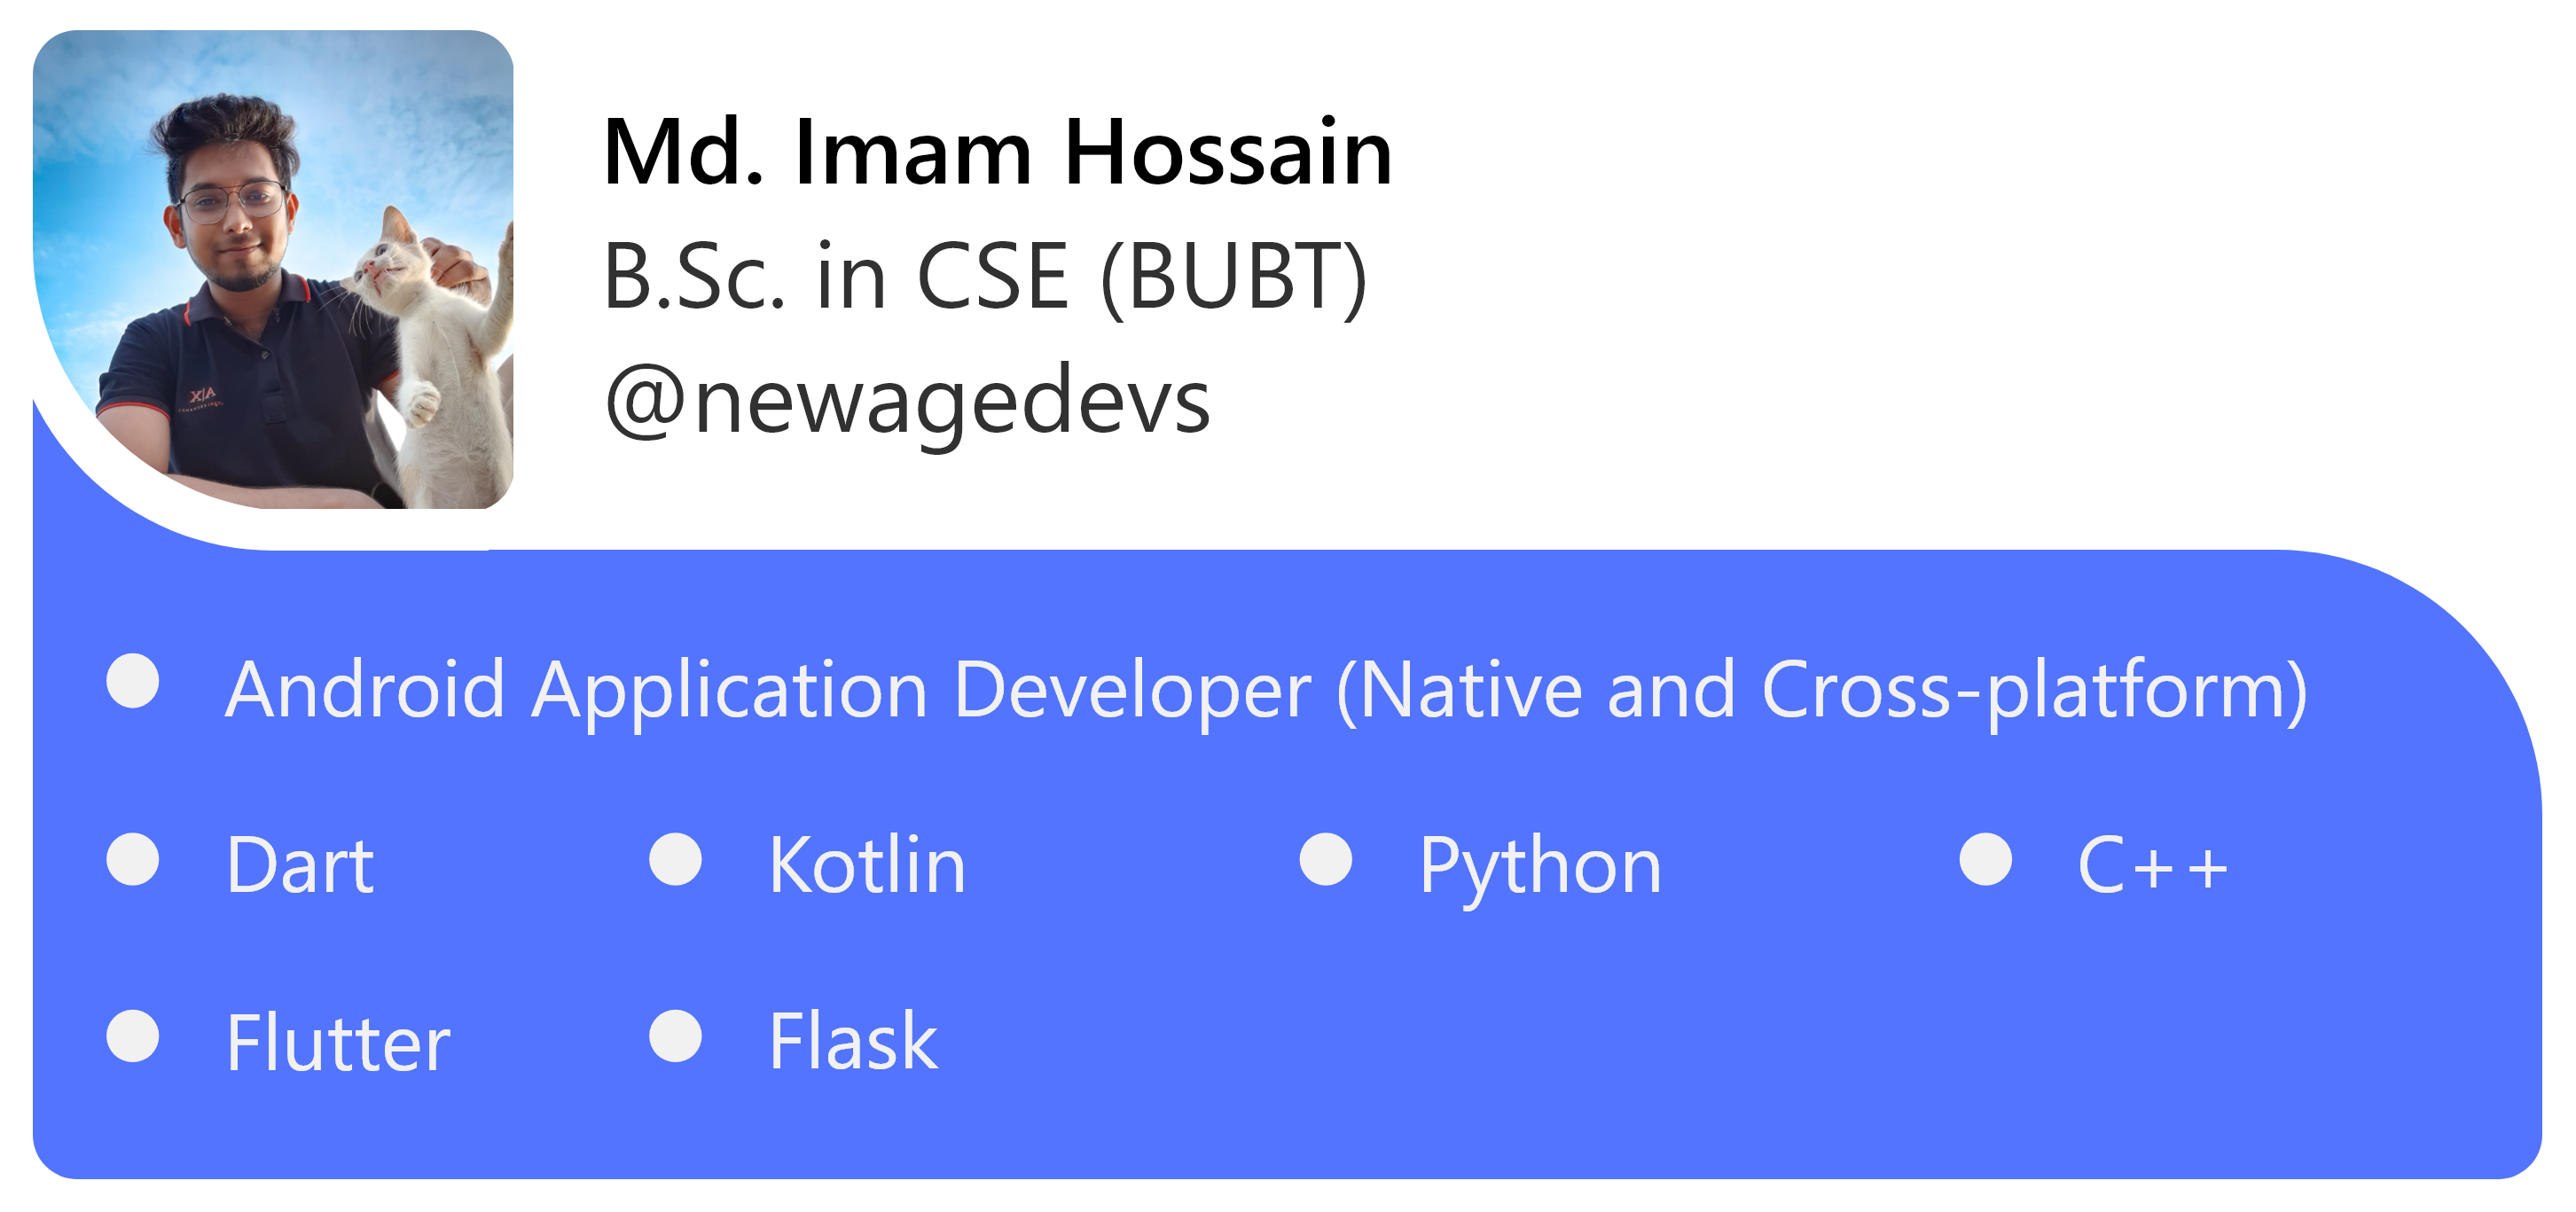 Md. Imam Hossain
B.Sc. in CSE (BUBT)
@newagedevs
X|A
Android Application Developer (Native and Cross-platform)
Dart Kotlin Python C++
Flutter Flask